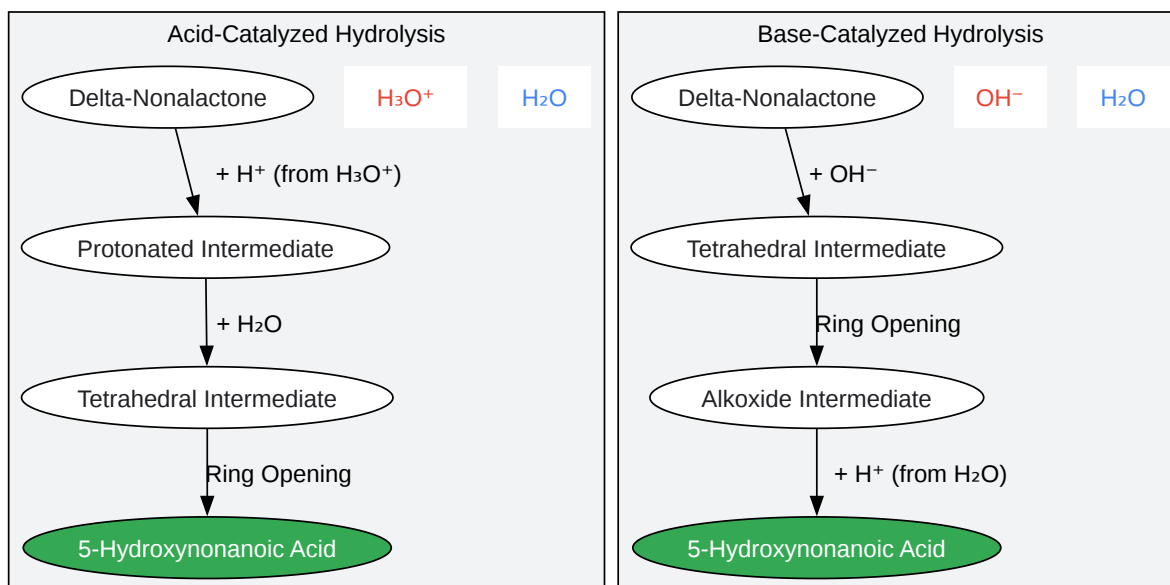 Acid-Catalyzed Hydrolysis
Delta-Nonalactone
H₃O⁺
H₂O
+ H⁺ (from H₃O⁺)
Protonated Intermediate
+ H₂O
Tetrahedral Intermediate
Ring Opening
5-Hydroxynonanoic Acid
Base-Catalyzed Hydrolysis
Delta-Nonalactone
OH⁻
H₂O
+ OH⁻
Tetrahedral Intermediate
Ring Opening
Alkoxide Intermediate
+ H⁺ (from H₂O)
5-Hydroxynonanoic Acid